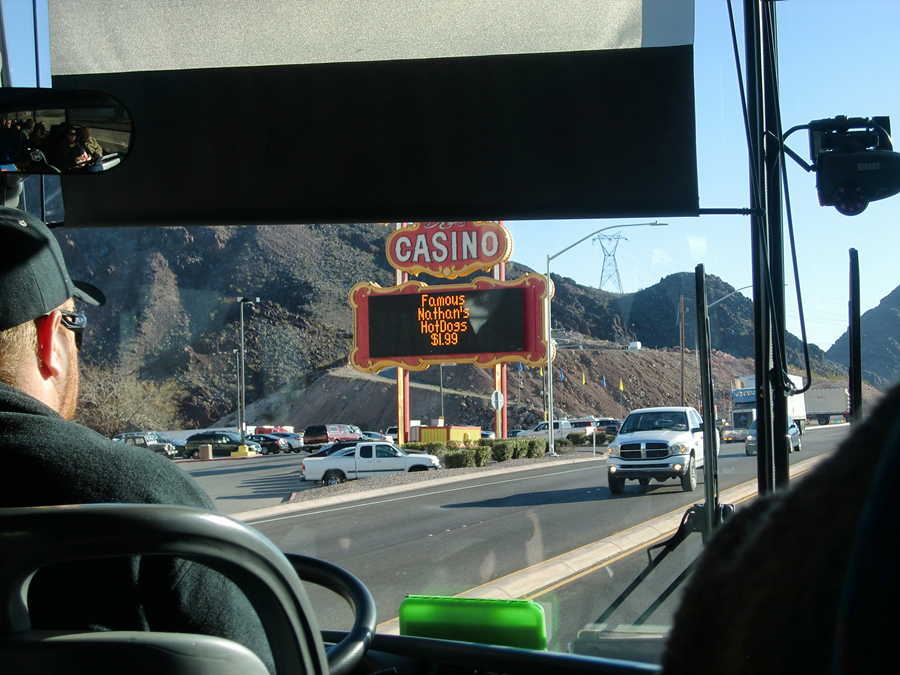 CASINO
Famous
Nathan's
HotDogs
$1.99
SMART